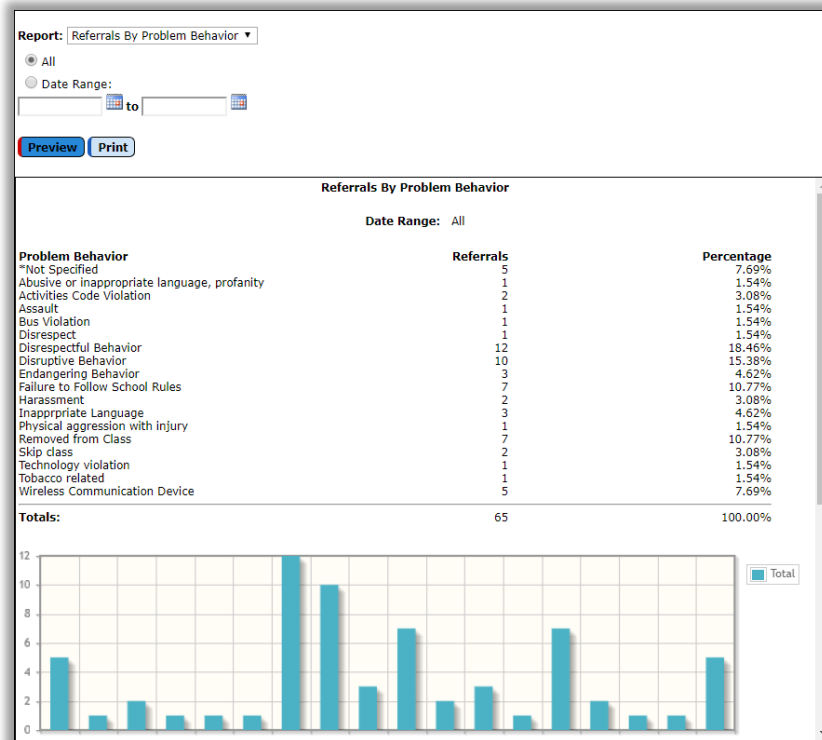 Report: Referrals By Problem Behavior
All
Date Range:
to
Preview Print
Referrals By Problem Behavior
Date Range: All
Problem Behavior Referrals Percentage
*Not Specified 5 7.69%
Abusive or inappropriate language, profanity 1 1.54%
Activities Code Violation 2 3.08%
Assault 1 1.54%
Bus Violation 1 1.54%
Disrespect 1 1.54%
Disrespectful Behavior 12 18.46%
Disruptive Behavior 10 15.38%
Endangering Behavior 3 4.62%
Failure to Follow School Rules 7 10.77%
Harassment 2 3.08%
Inapprpriate Language 3 4.62%
Physical aggression with injury 1 1.54%
Removed from Class 7 10.77%
Skip class 2 3.08%
Technology violation 1 1.54%
Tobacco related 1 1.54%
Wireless Communication Device 5 7.69%
Totals: 65 100.00%
12
Total
10
8
6
4
2
0